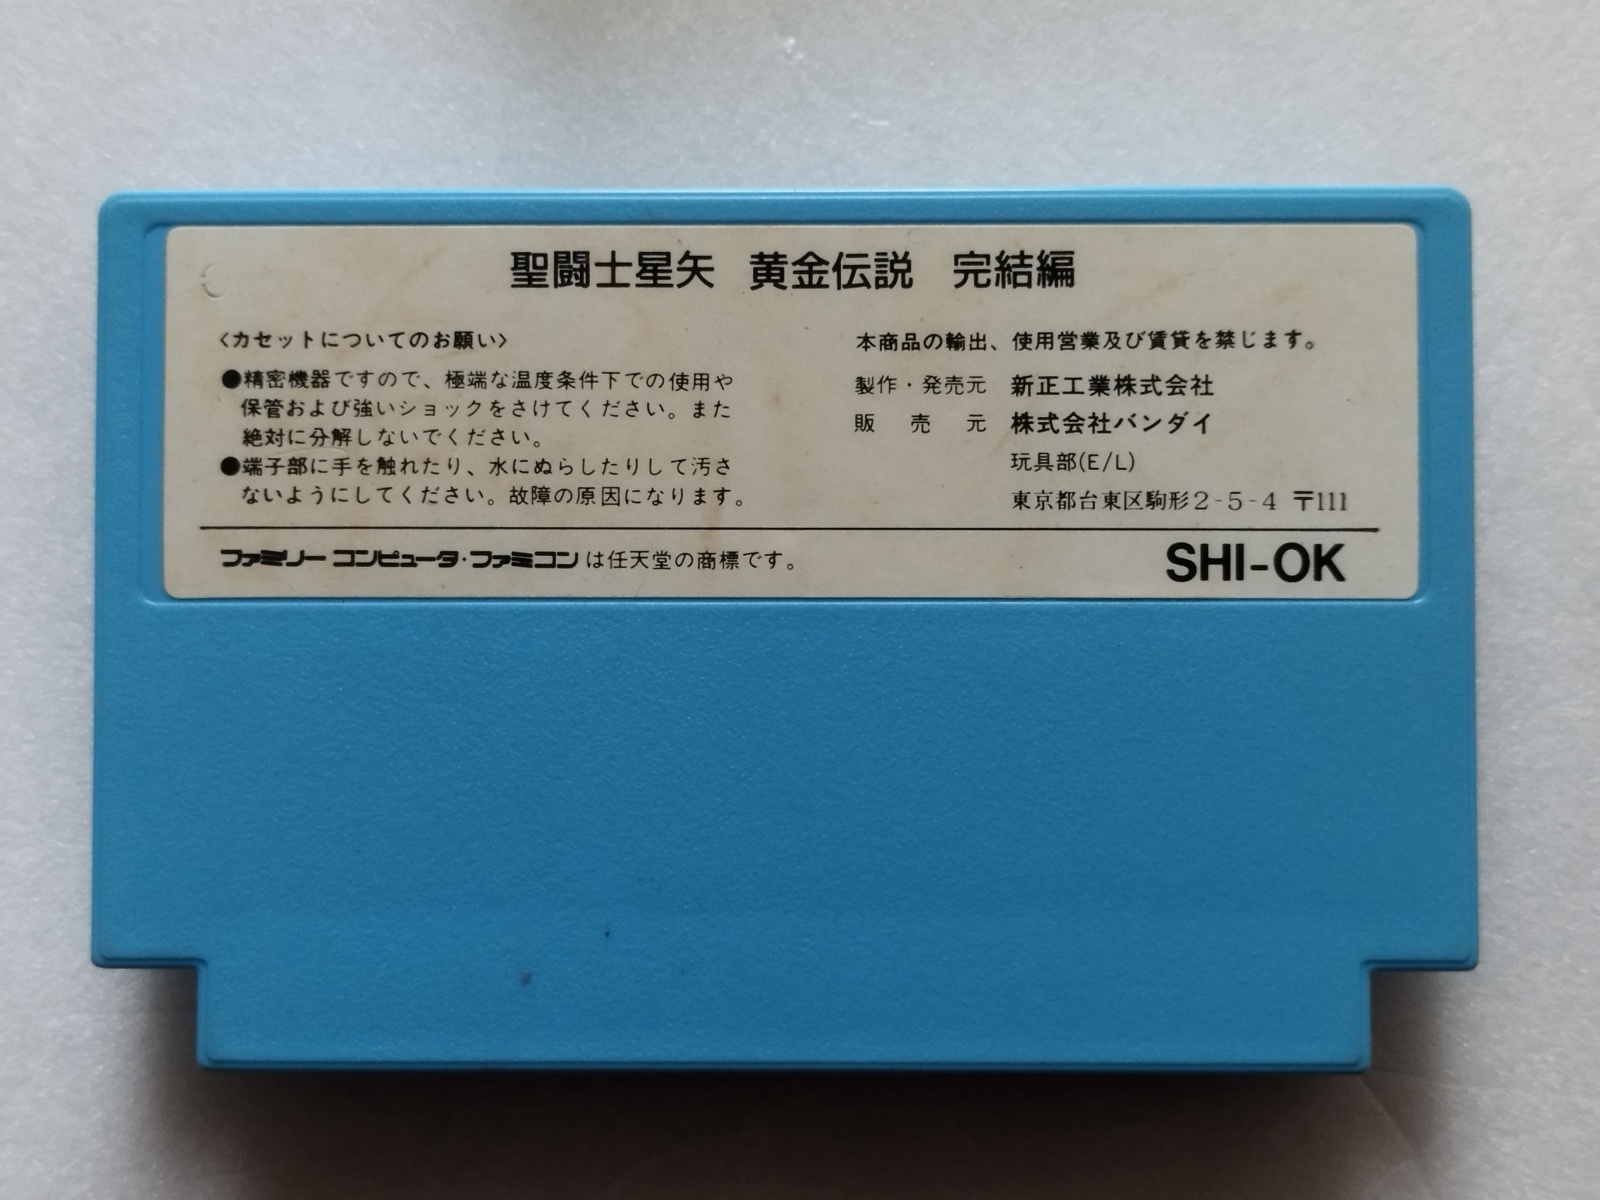 聖闘士星矢 黄金伝説 完結編
〈カセットについてのお願い〉
●精密機器ですので、極端な温度条件下での使用や
保管および強いショックをさけてください。また
絶対に分解しないでください。
●端子部に手を触れたり、水にぬらしたりして汚さ
ないようにしてください。故障の原因になります。
本商品の輸出、使用営業及び賃貸を禁じます。
製作・発売元 新正工業株式会社
販売元 株式会社バンダイ
玩具部(E/L)
東京都台東区駒形2-5-4 〒111
ファミリーコンピュータ・ファミコンは任天堂の商標です。
SHI-OK